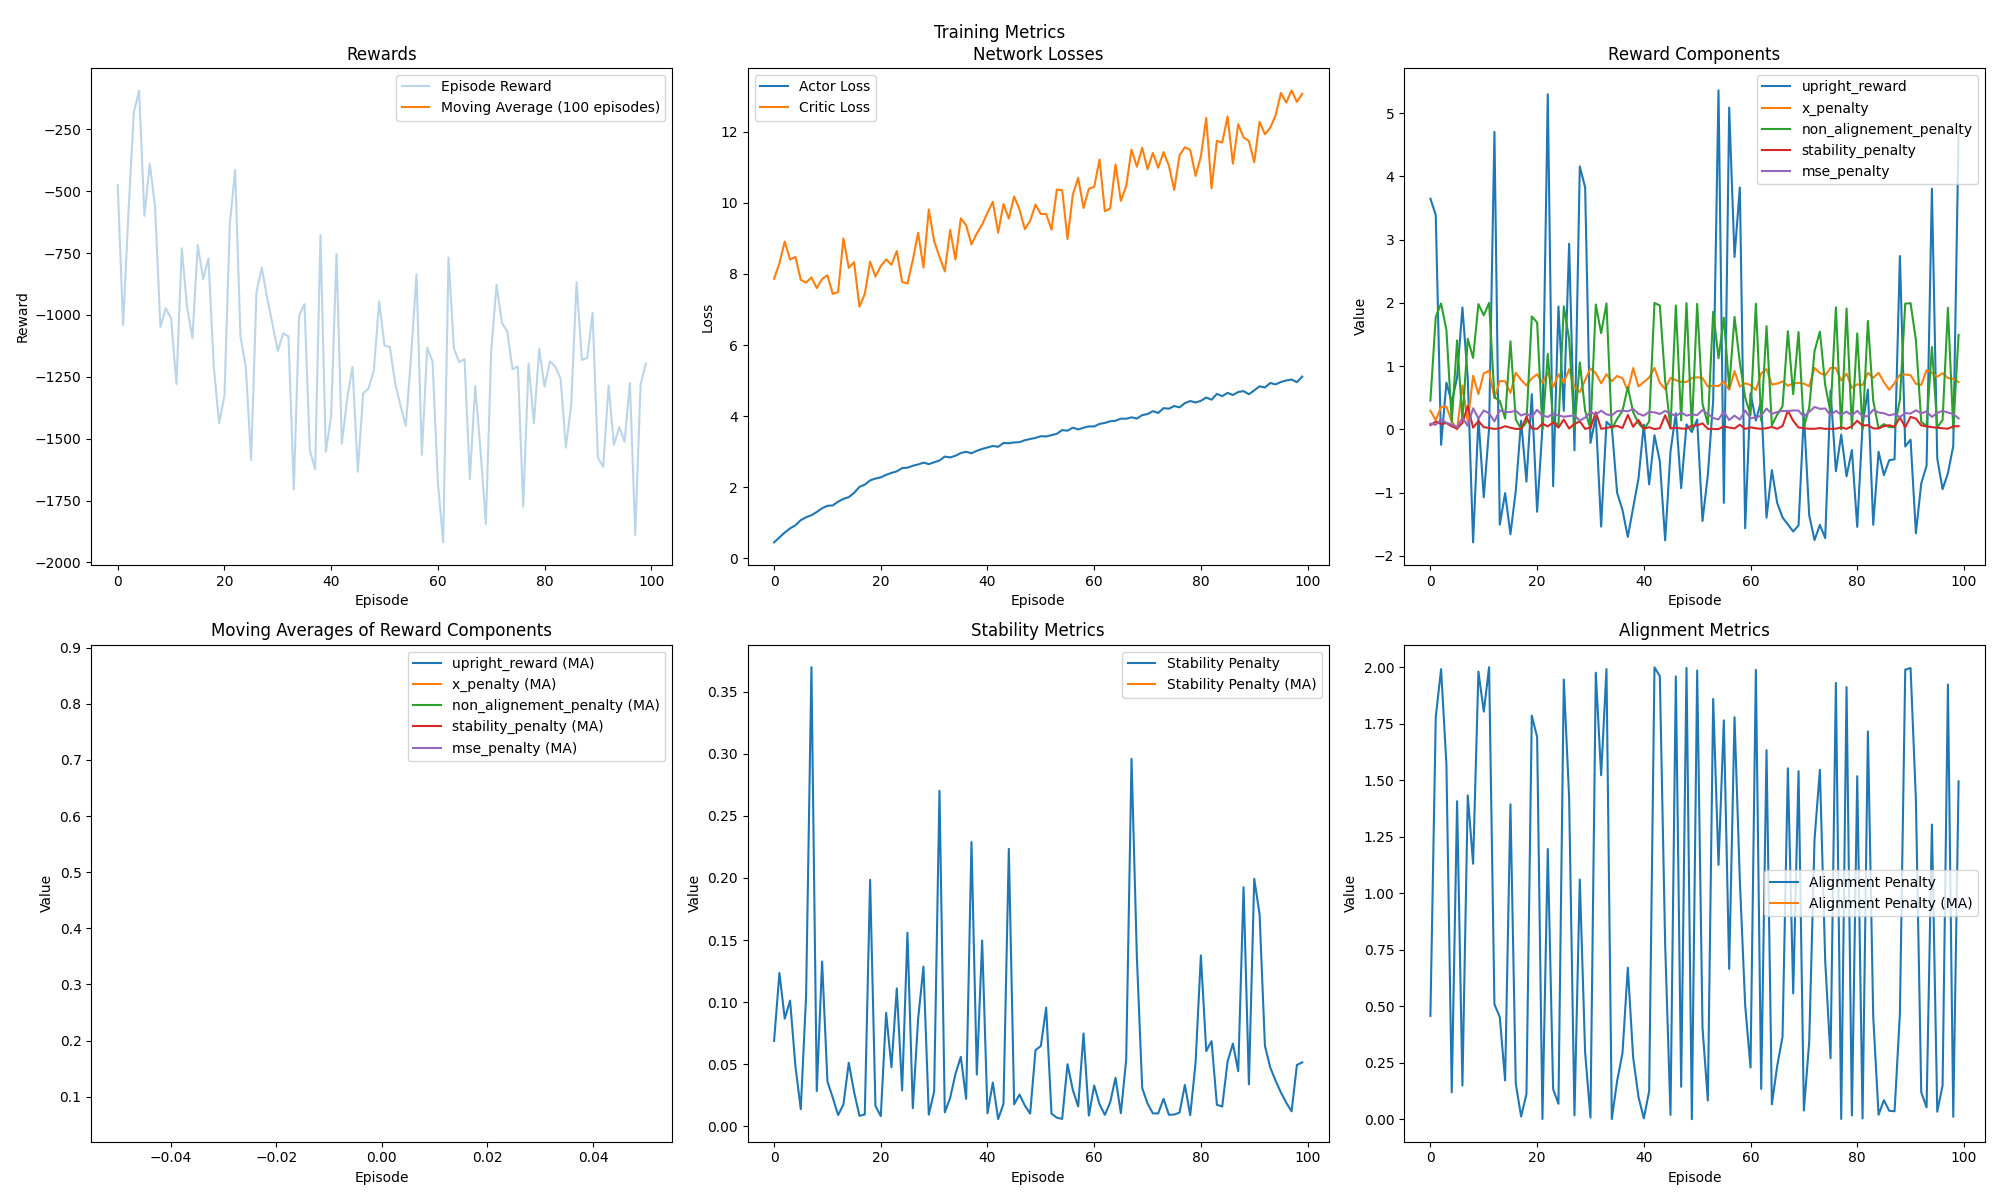 Training Metrics
Rewards
Episode Reward
Moving Average (100 episodes)
−250
−500
−750
−1000
−1250
−1500
−1750
−2000
Reward
0 20 40 60 80 100
Episode
Network Losses
Actor Loss
Critic Loss
12
10
8
6
4
2
0
Loss
0 20 40 60 80 100
Episode
Reward Components
upright_reward
x_penalty
non_alignement_penalty
stability_penalty
mse_penalty
5
4
3
2
1
0
−1
−2
Value
0 20 40 60 80 100
Episode
Moving Averages of Reward Components
upright_reward (MA)
x_penalty (MA)
non_alignement_penalty (MA)
stability_penalty (MA)
mse_penalty (MA)
0.9
0.8
0.7
0.6
0.5
0.4
0.3
0.2
0.1
Value
−0.04 −0.02 0.00 0.02 0.04
Episode
Stability Metrics
Stability Penalty
Stability Penalty (MA)
0.35
0.30
0.25
0.20
0.15
0.10
0.05
0.00
Value
0 20 40 60 80 100
Episode
Alignment Metrics
2.00
1.75
1.50
1.25
1.00
0.75
0.50
0.25
0.00
Alignment Penalty
Alignment Penalty (MA)
Value
0 20 40 60 80 100
Episode